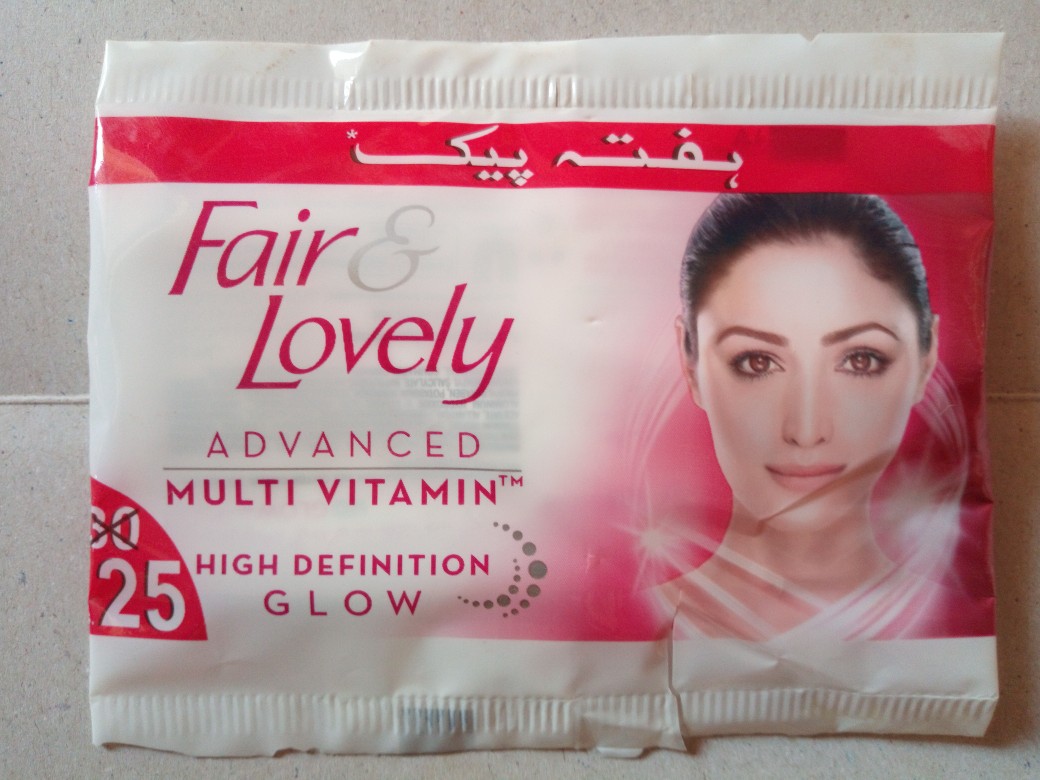 ہفتہ پیک*
Fair &
Lovely
ADVANCED
MULTI VITAMIN™
HIGH DEFINITION
GLOW
25